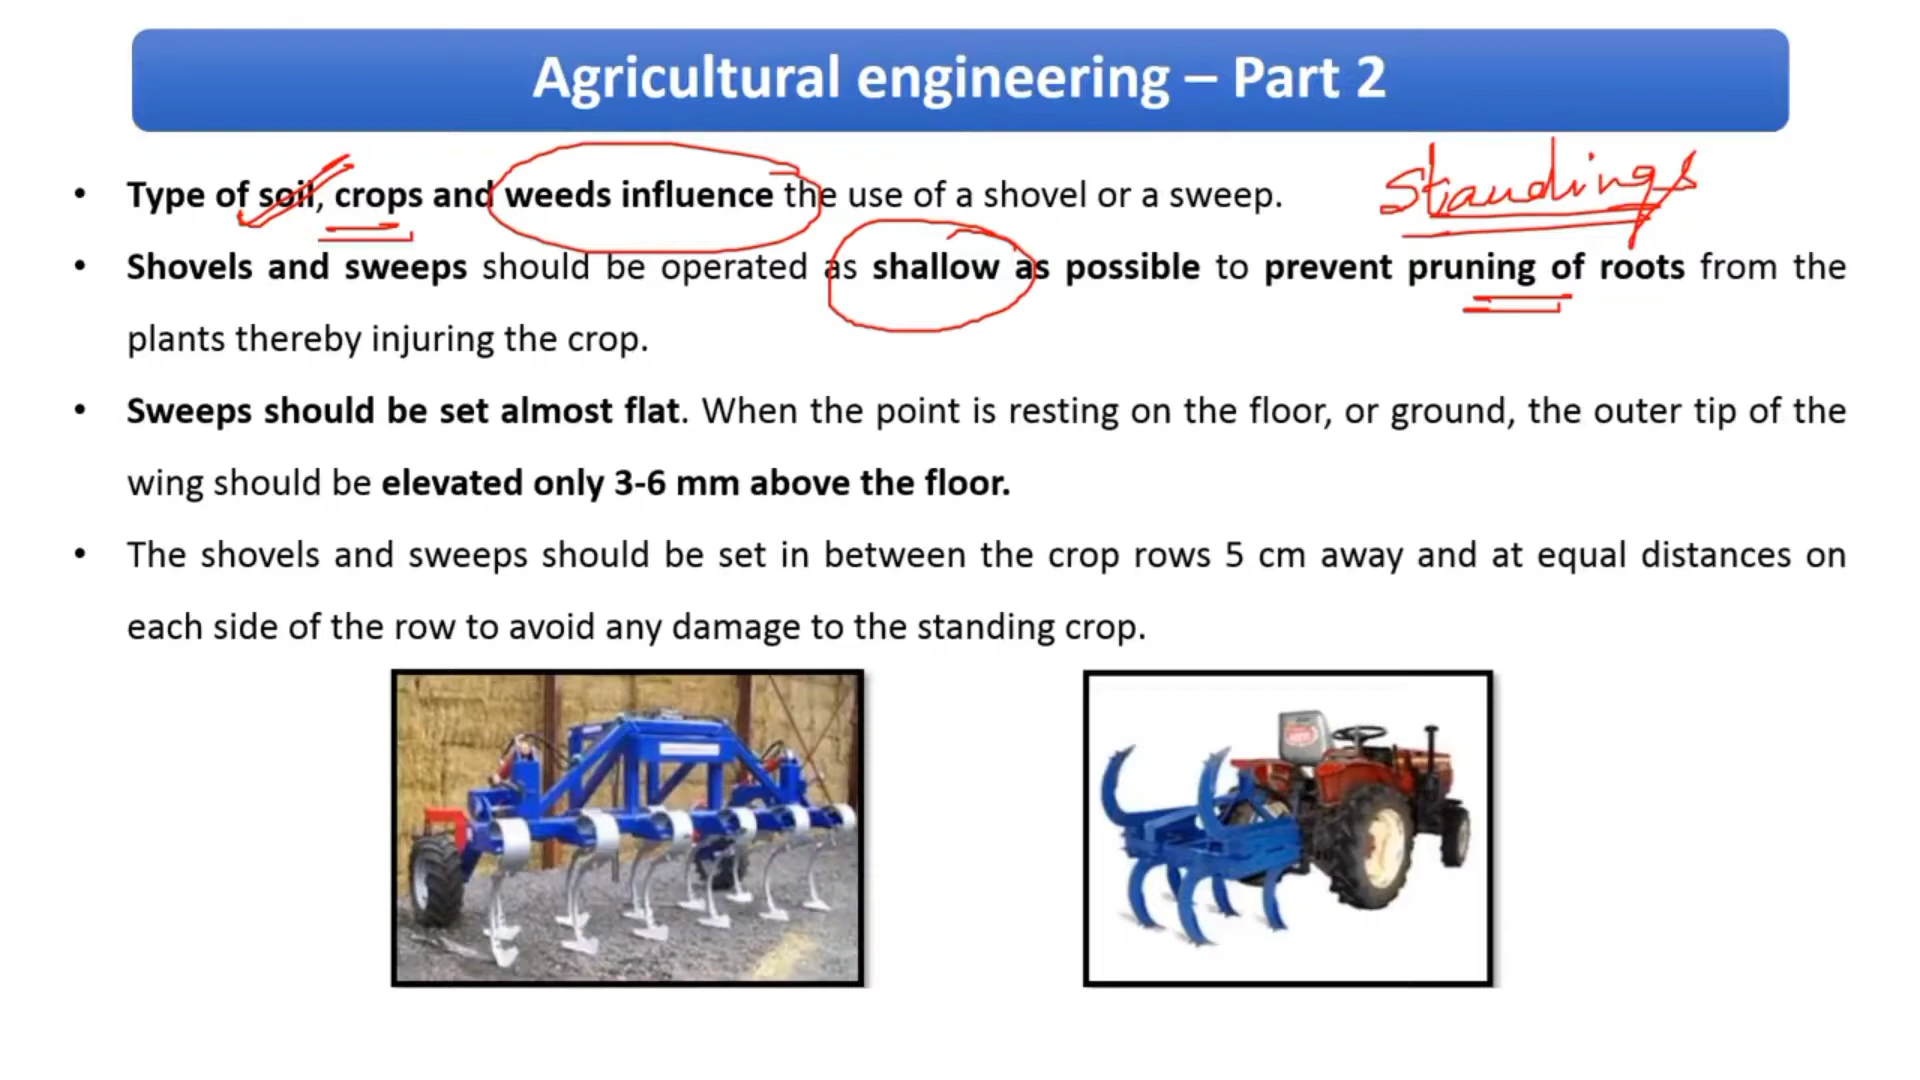 Agricultural engineering – Part 2
Standings
• Type of soil, crops and weeds influence the use of a shovel or a sweep.
• Shovels and sweeps should be operated as shallow as possible to prevent pruning of roots from the
plants thereby injuring the crop.
• Sweeps should be set almost flat. When the point is resting on the floor, or ground, the outer tip of the
wing should be elevated only 3-6 mm above the floor.
• The shovels and sweeps should be set in between the crop rows 5 cm away and at equal distances on
each side of the row to avoid any damage to the standing crop.